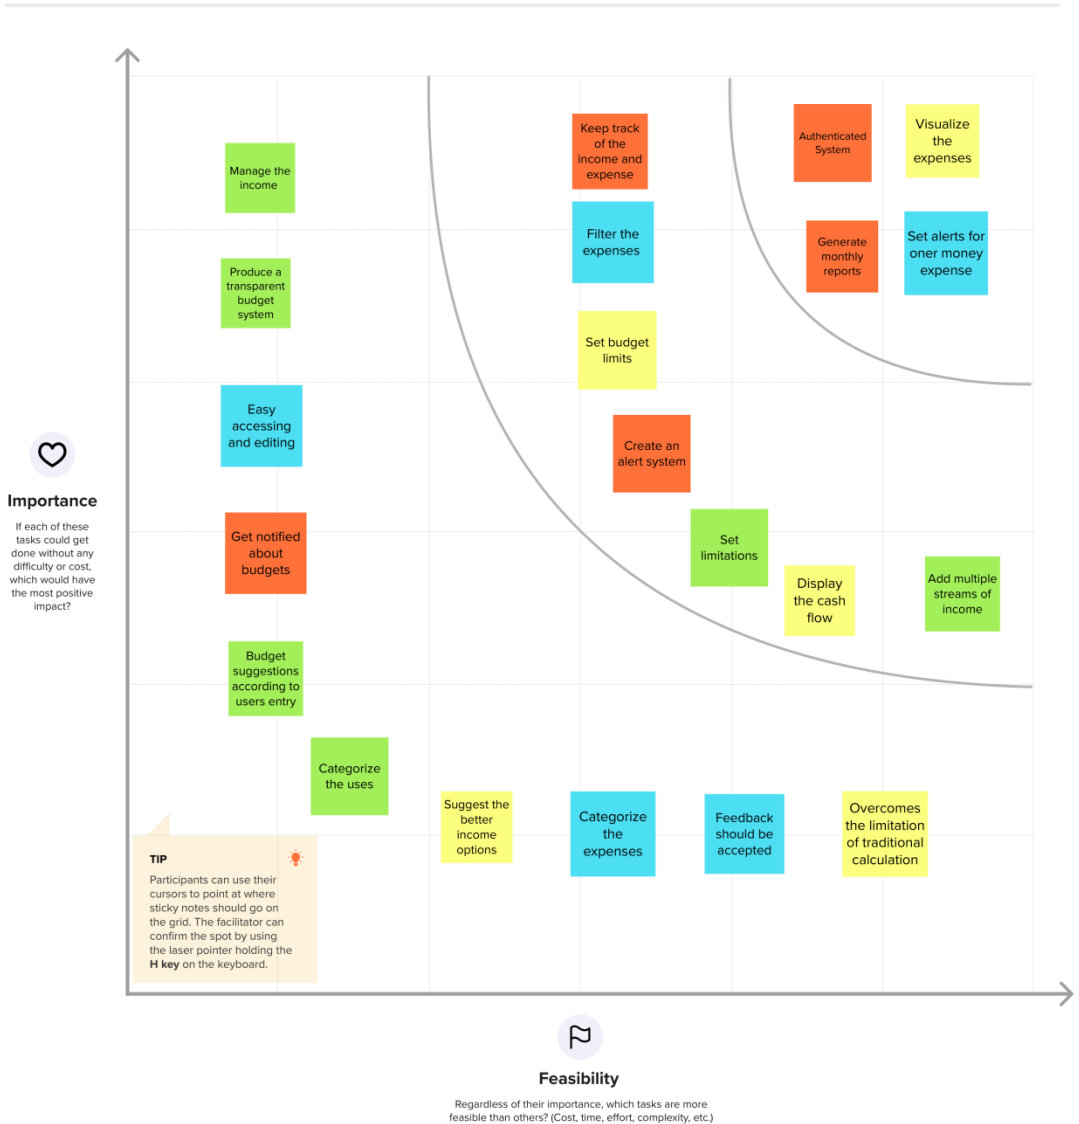 Manage the
income
Keep track
of the
income and
expense
Authenticated
System
Visualize
the
expenses
Filter the
expenses
Generate
monthly
reports
Set alerts for
oner money
expense
Produce a
transparent
budget
system
Set budget
limits
Easy
accessing
and editing
Create an
alert system
Importance
If each of these
tasks could get
done without any
difficulty or cost,
which would have
the most positive
impact?
Get notified
about
budgets
Set
limitations
Display
the cash
flow
Add multiple
streams of
income
Budget
suggestions
according to
users entry
Categorize
the uses
Suggest the
better
income
options
Categorize
the
expenses
Feedback
should be
accepted
Overcomes
the limitation
of traditional
calculation
TIP
Participants can use their
cursors to point at where
sticky notes should go on
the grid. The facilitator can
confirm the spot by using
the laser pointer holding the
H key on the keyboard.
Feasibility
Regardless of their importance, which tasks are more
feasible than others? (Cost, time, effort, complexity, etc.)